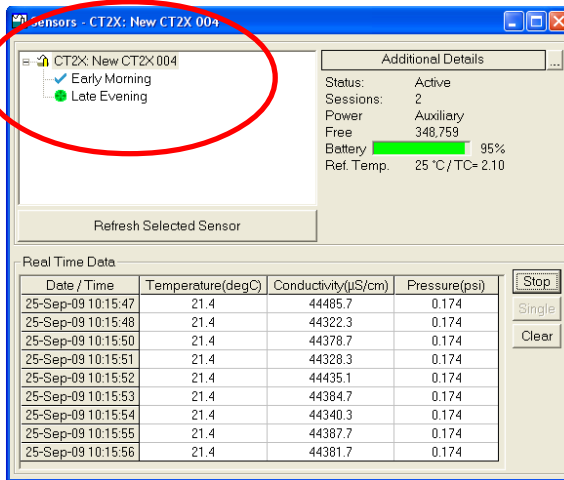 Sensors - CT2X: New CT2X 004
CT2X: New CT2X 004
Early Morning
Late Evening
Refresh Selected Sensor
Additional Details
...
Status: Active
Sessions: 2
Power Auxiliary
Free 348,759
Battery 95%
Ref. Temp. 25 °C / TC= 2.10
Real Time Data
Date / Time Temperature(degC) Conductivity(µS/cm) Pressure(psi)
25-Sep-09 10:15:47 21.4 44485.7 0.174
25-Sep-09 10:15:48 21.4 44322.3 0.174
25-Sep-09 10:15:50 21.4 44378.7 0.174
25-Sep-09 10:15:51 21.4 44328.3 0.174
25-Sep-09 10:15:52 21.4 44435.1 0.174
25-Sep-09 10:15:53 21.4 44384.7 0.174
25-Sep-09 10:15:54 21.4 44340.3 0.174
25-Sep-09 10:15:55 21.4 44387.7 0.174
25-Sep-09 10:15:56 21.4 44381.7 0.174
Stop
Single
Clear